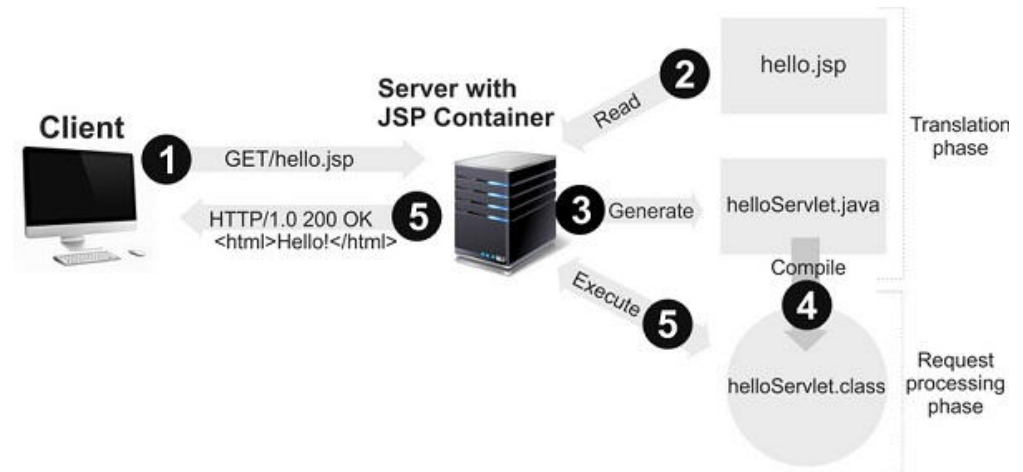 Client
1
GET/hello.jsp
HTTP/1.0 200 OK
<html>Hello!</html>
5
Server with
JSP Container
2
Read
3
Generate
Execute
5
hello.jsp
helloServlet.java
Compile
4
helloServlet.class
Translation
phase
Request
processing
phase